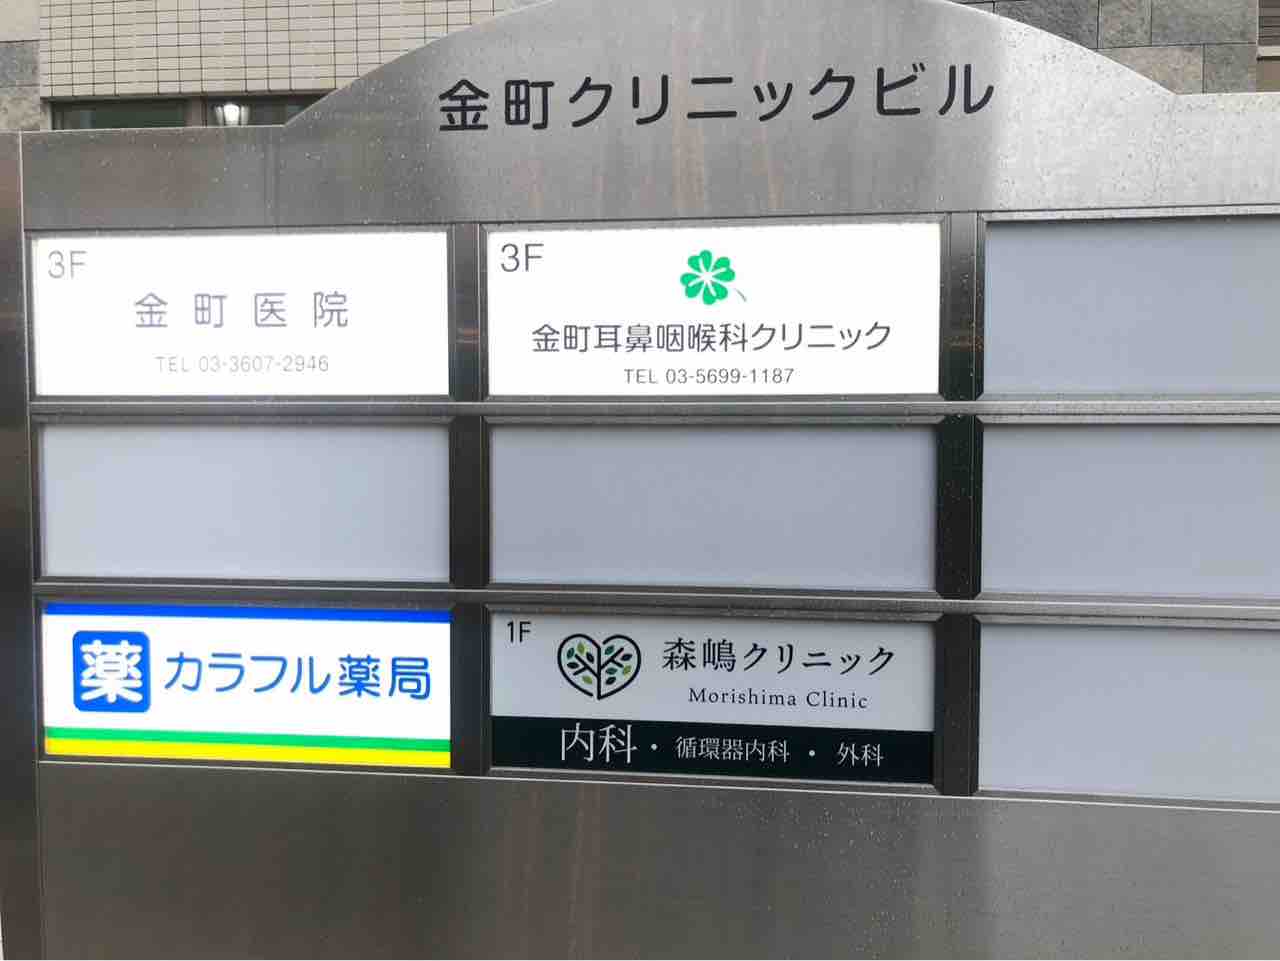 金町クリニックビル
3F
金町医院
TEL 03-3607-2946
3F
金町耳鼻咽喉科クリニック
TEL 03-5699-1187
薬 カラフル薬局
1F
森嶋クリニック
Morishima Clinic
内科・循環器内科・外科